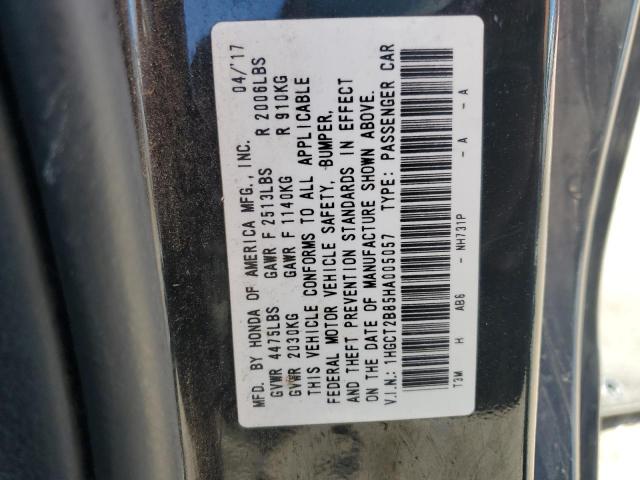 MFD. BY HONDA OF AMERICA MFG., INC. 04/'17
GVWR 4475LBS GAWR F 2513LBS R 2006LBS
GVWR 2030KG GAWR F 1140KG R 910KG
THIS VEHICLE CONFORMS TO ALL APPLICABLE
FEDERAL MOTOR VEHICLE SAFETY, BUMPER,
AND THEFT PREVENTION STANDARDS IN EFFECT
ON THE DATE OF MANUFACTURE SHOWN ABOVE.
V.I.N.: 1HGCT2B85HA005057 TYPE: PASSENGER CAR
T3M H AB6 - NH731P - A - A